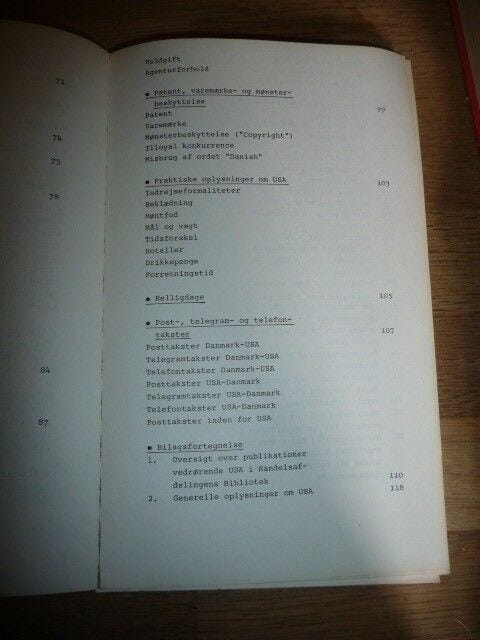 71
74
75
78
84
87
Voldgift
Agenturforhold
• Patent, varemærke- og mønster-
beskyttelse
Patent 99
Varemærke
Mønsterbeskyttelse ("Copyright")
Illoyal konkurrence
Misbrug af ordet "Danish"
• Praktiske oplysninger om USA 103
Indrejseformaliteter
Beklædning
Møntfod
Mål og vægt
Tidsforskel
Hoteller
Drikkepenge
Forretningstid
• Helligdage 105
• Post-, telegram- og telefon-
takster 107
Posttakster Danmark-USA
Telegramtakster Danmark-USA
Telefontakster Danmark-USA
Posttakster USA-Danmark
Telegramtakster USA-Danmark
Telefontakster USA-Danmark
Posttakster inden for USA
• Bilagsfortegnelse
1. Oversigt over publikationer
vedrørende USA i Handelsaf-
delingens Bibliotek 110
2. Generelle oplysninger om USA 118